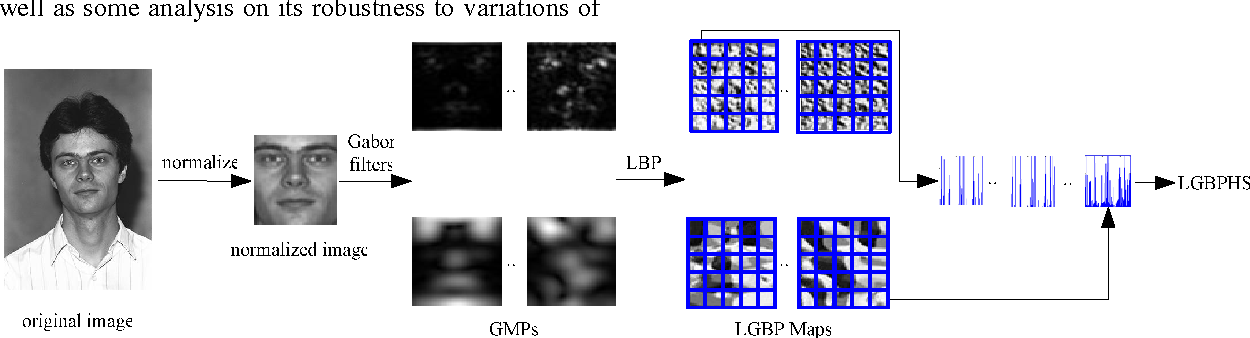 well as some analysis on its robustness to variations of
normalize
Gabor
filters
LBP
LGBPHS
normalized image
original image
GMPs
LGBP Maps